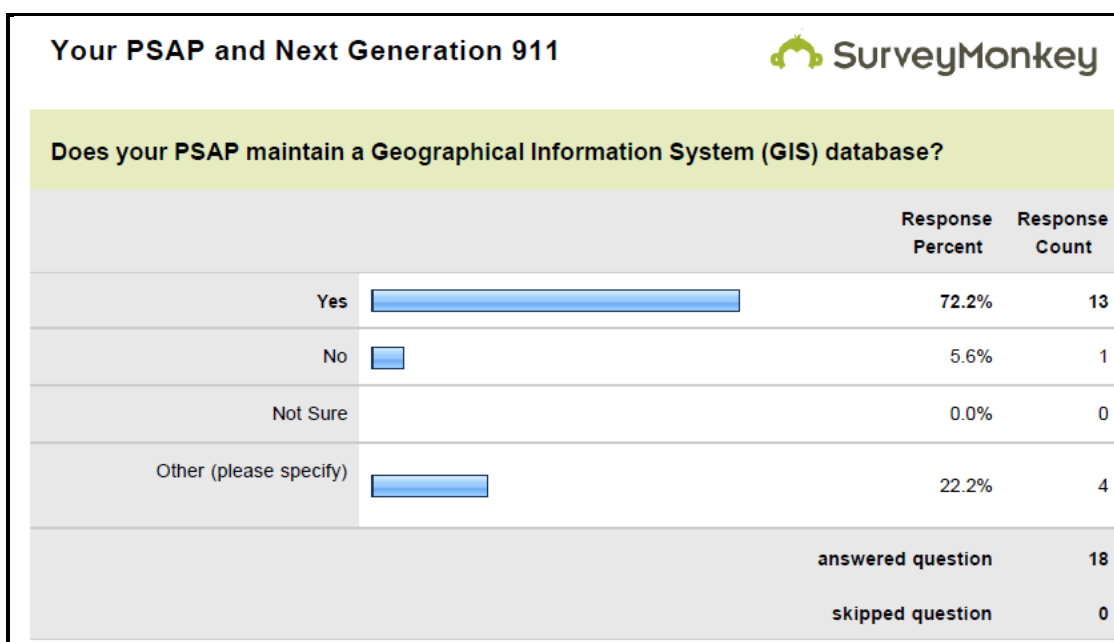 Your PSAP and Next Generation 911
SurveyMonkey
Does your PSAP maintain a Geographical Information System (GIS) database?
Response Response
Percent Count
Yes 72.2% 13
No 5.6% 1
Not Sure 0.0% 0
Other (please specify) 22.2% 4
answered question 18
skipped question 0